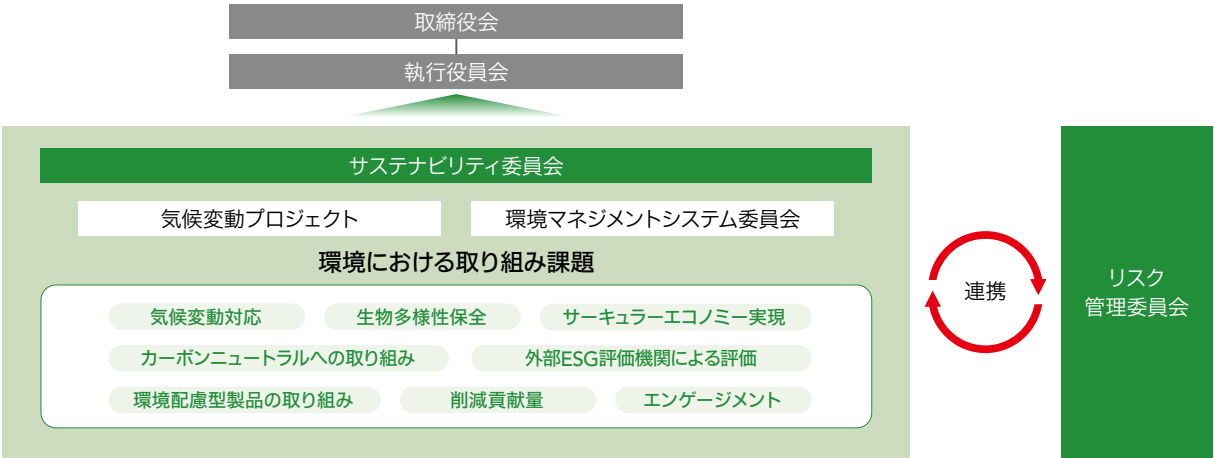 取締役会
執行役員会
サステナビリティ委員会
気候変動プロジェクト
環境マネジメントシステム委員会
環境における取り組み課題
気候変動対応
生物多様性保全
サーキュラーエコノミー実現
カーボンニュートラルへの取り組み
外部ESG評価機関による評価
環境配慮型製品の取り組み
削減貢献量
エンゲージメント
連携
リスク
管理委員会